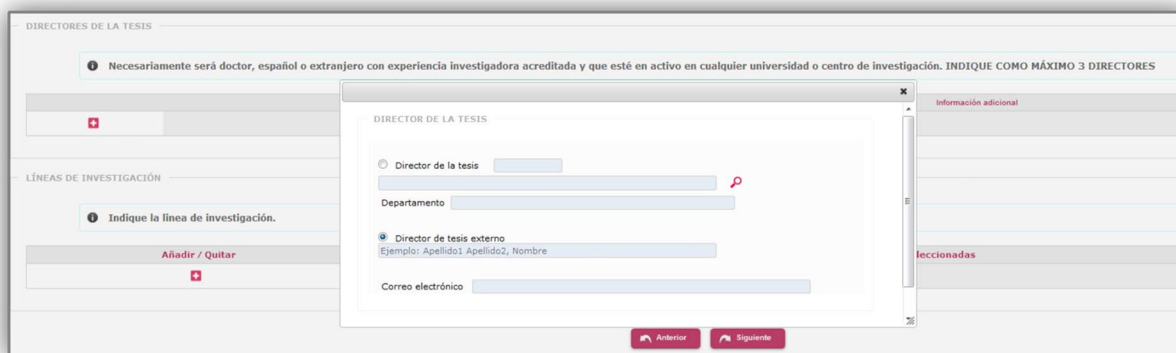 DIRECTORES DE LA TESIS
Necesariamente será doctor, español o extranjero con experiencia investigadora acreditada y que esté en activo en cualquier universidad o centro de investigación. INDIQUE COMO MÁXIMO 3 DIRECTORES
Información adicional
DIRECTOR DE LA TESIS
Director de la tesis
Departamento
Director de tesis externo
Ejemplo: Apellido1 Apellido2, Nombre
Correo electrónico
LÍNEAS DE INVESTIGACIÓN
Indique la linea de investigación.
Añadir / Quitar
leccionadas
Anterior
Siguiente